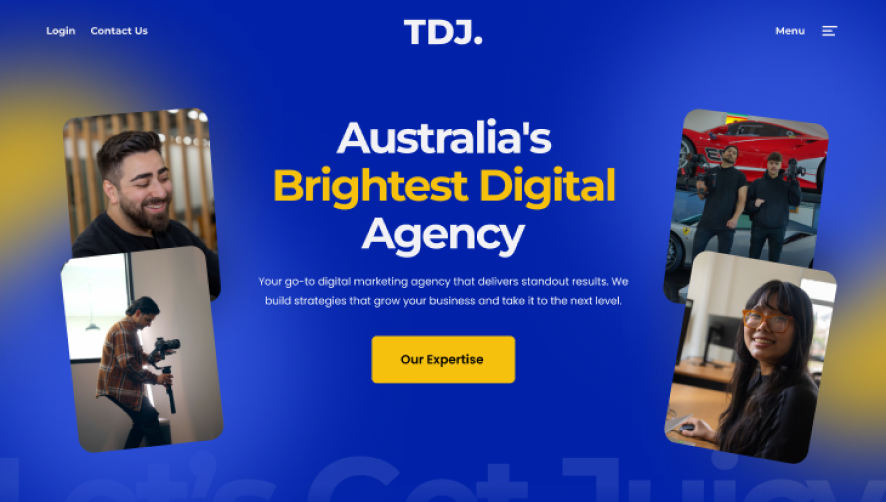 Login Contact Us TDJ. Menu
Australia's
Brightest Digital
Agency
Your go-to digital marketing agency that delivers standout results. We
build strategies that grow your business and take it to the next level.
Our Expertise
Let's Get Juicy